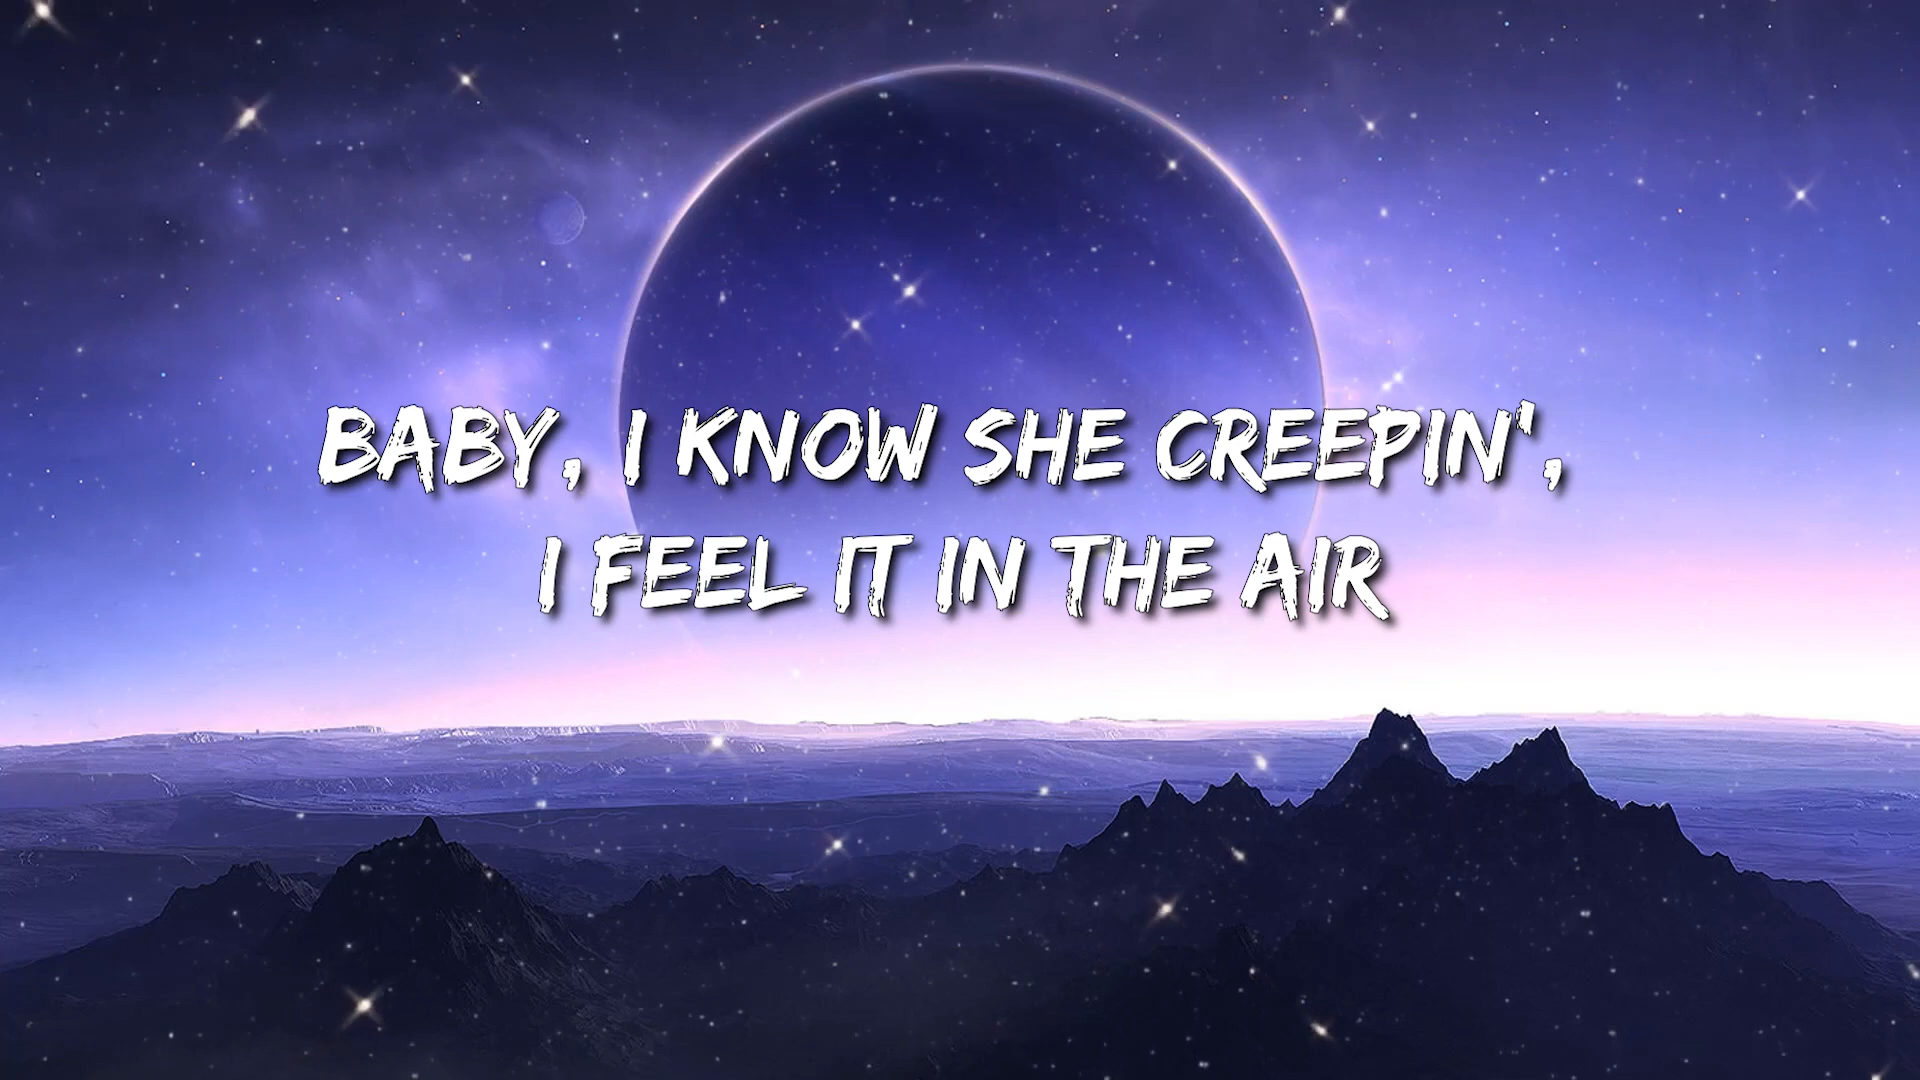 BABY, I KNOW SHE CREEPIN',
I FEEL IT IN THE AIR